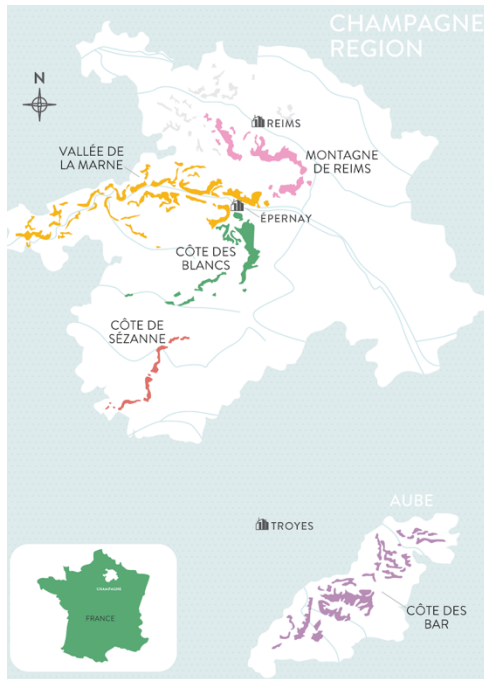 CHAMPAGNE
REGION
N
REIMS
VALLÉE DE
LA MARNE
MONTAGNE
DE REIMS
ÉPERNAY
CÔTE DES
BLANCS
CÔTE DE
SÉZANNE
AUBE
TROYES
CHAMPAGNE
FRANCE
CÔTE DES
BAR